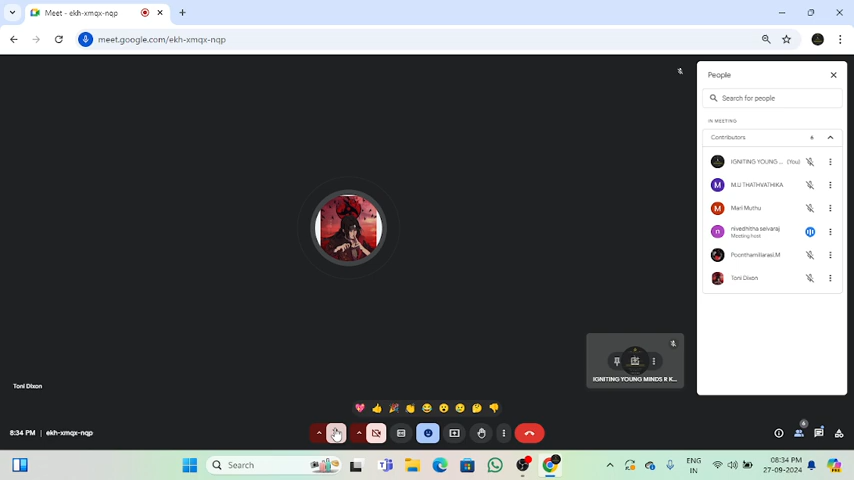 Meet - ekh-xmqx-nqp
meet.google.com/ekh-xmqx-nqp
People
Search for people
IN MEETING
Contributors 6
IGNITING YOUNG ... (You)
M.U THATHVATHIKA
Mari Muthu
nivedhitha selvaraj
Meeting host
Poonthamilarasi.M
Toni Dixon
IGNITING YOUNG MINDS R K...
Toni Dixon
8:34 PM | ekh-xmqx-nqp
6
Search
ENG
IN
08:34 PM
27-09-2024